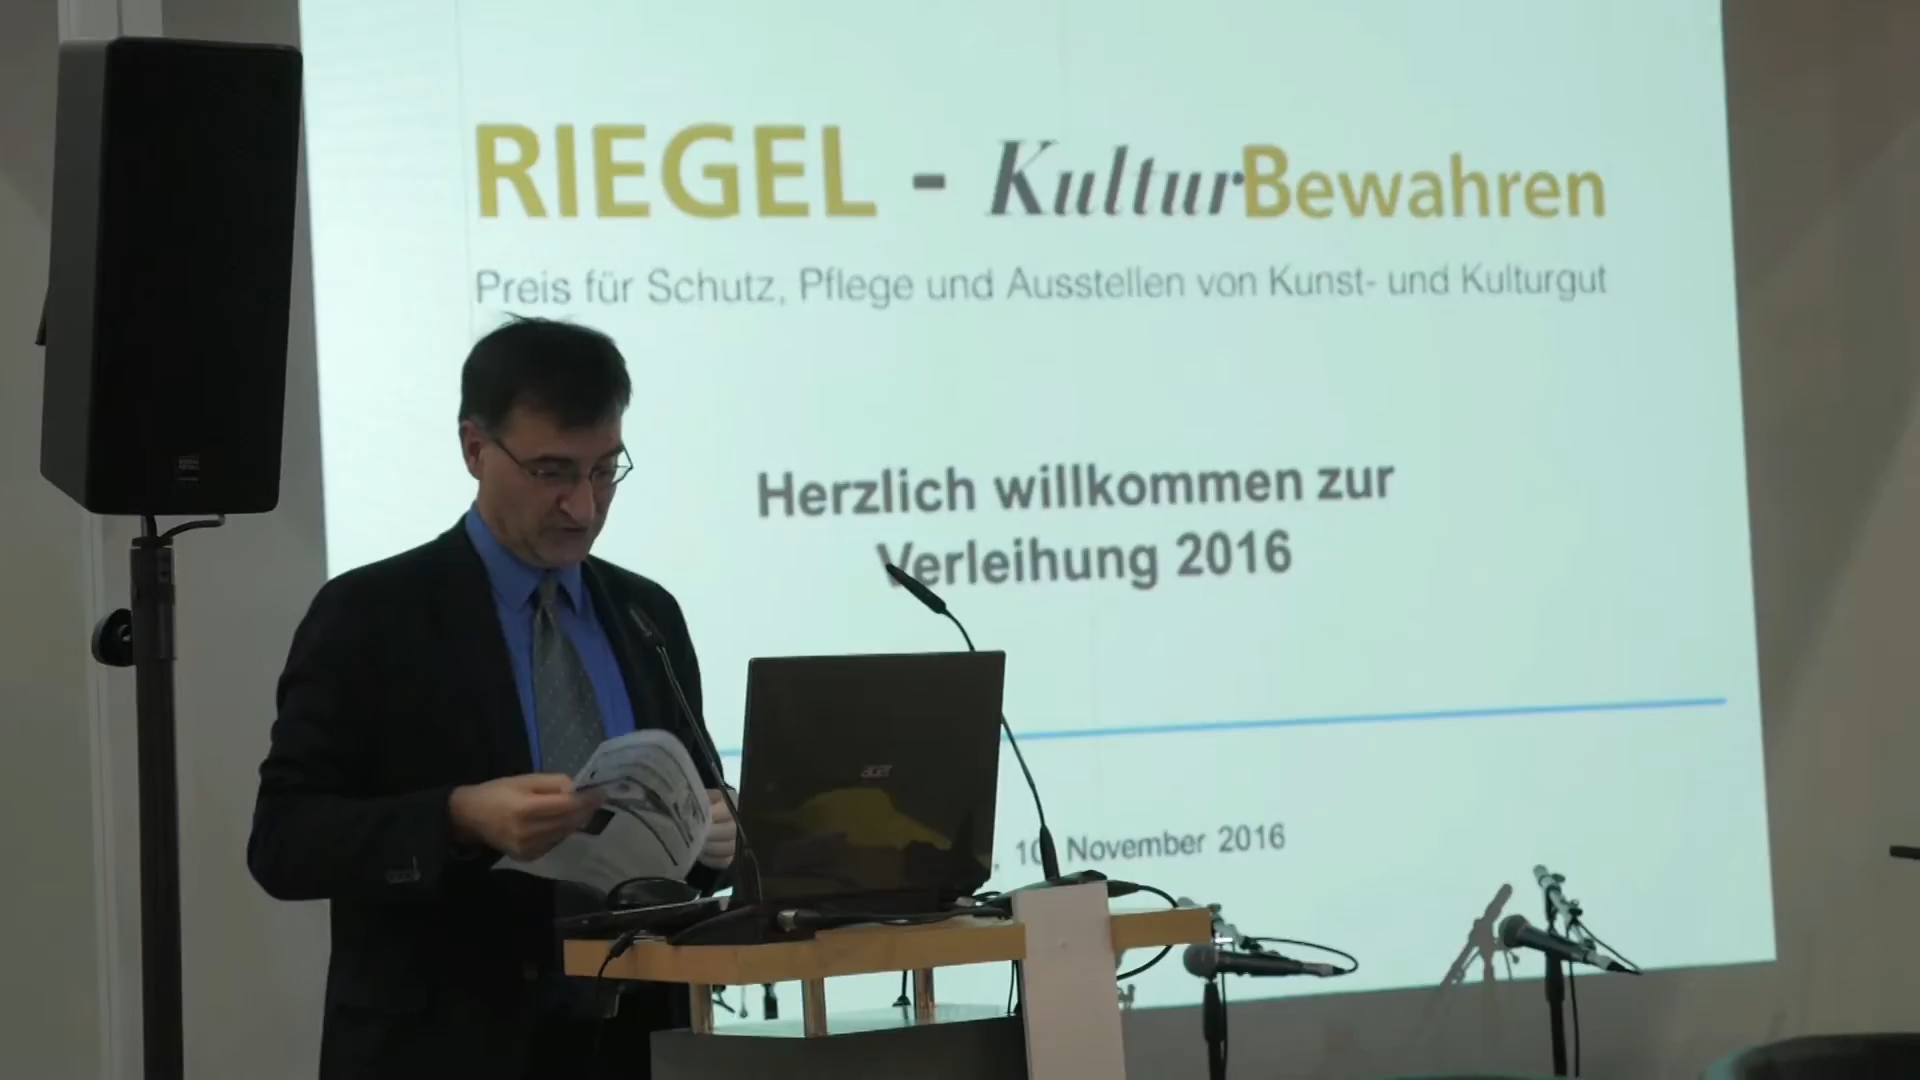 RIEGEL - KulturBewahren
Preis für Schutz, Pflege und Ausstellen von Kunst- und Kulturgut
Herzlich willkommen zur
Verleihung 2016
, 10. November 2016
acer